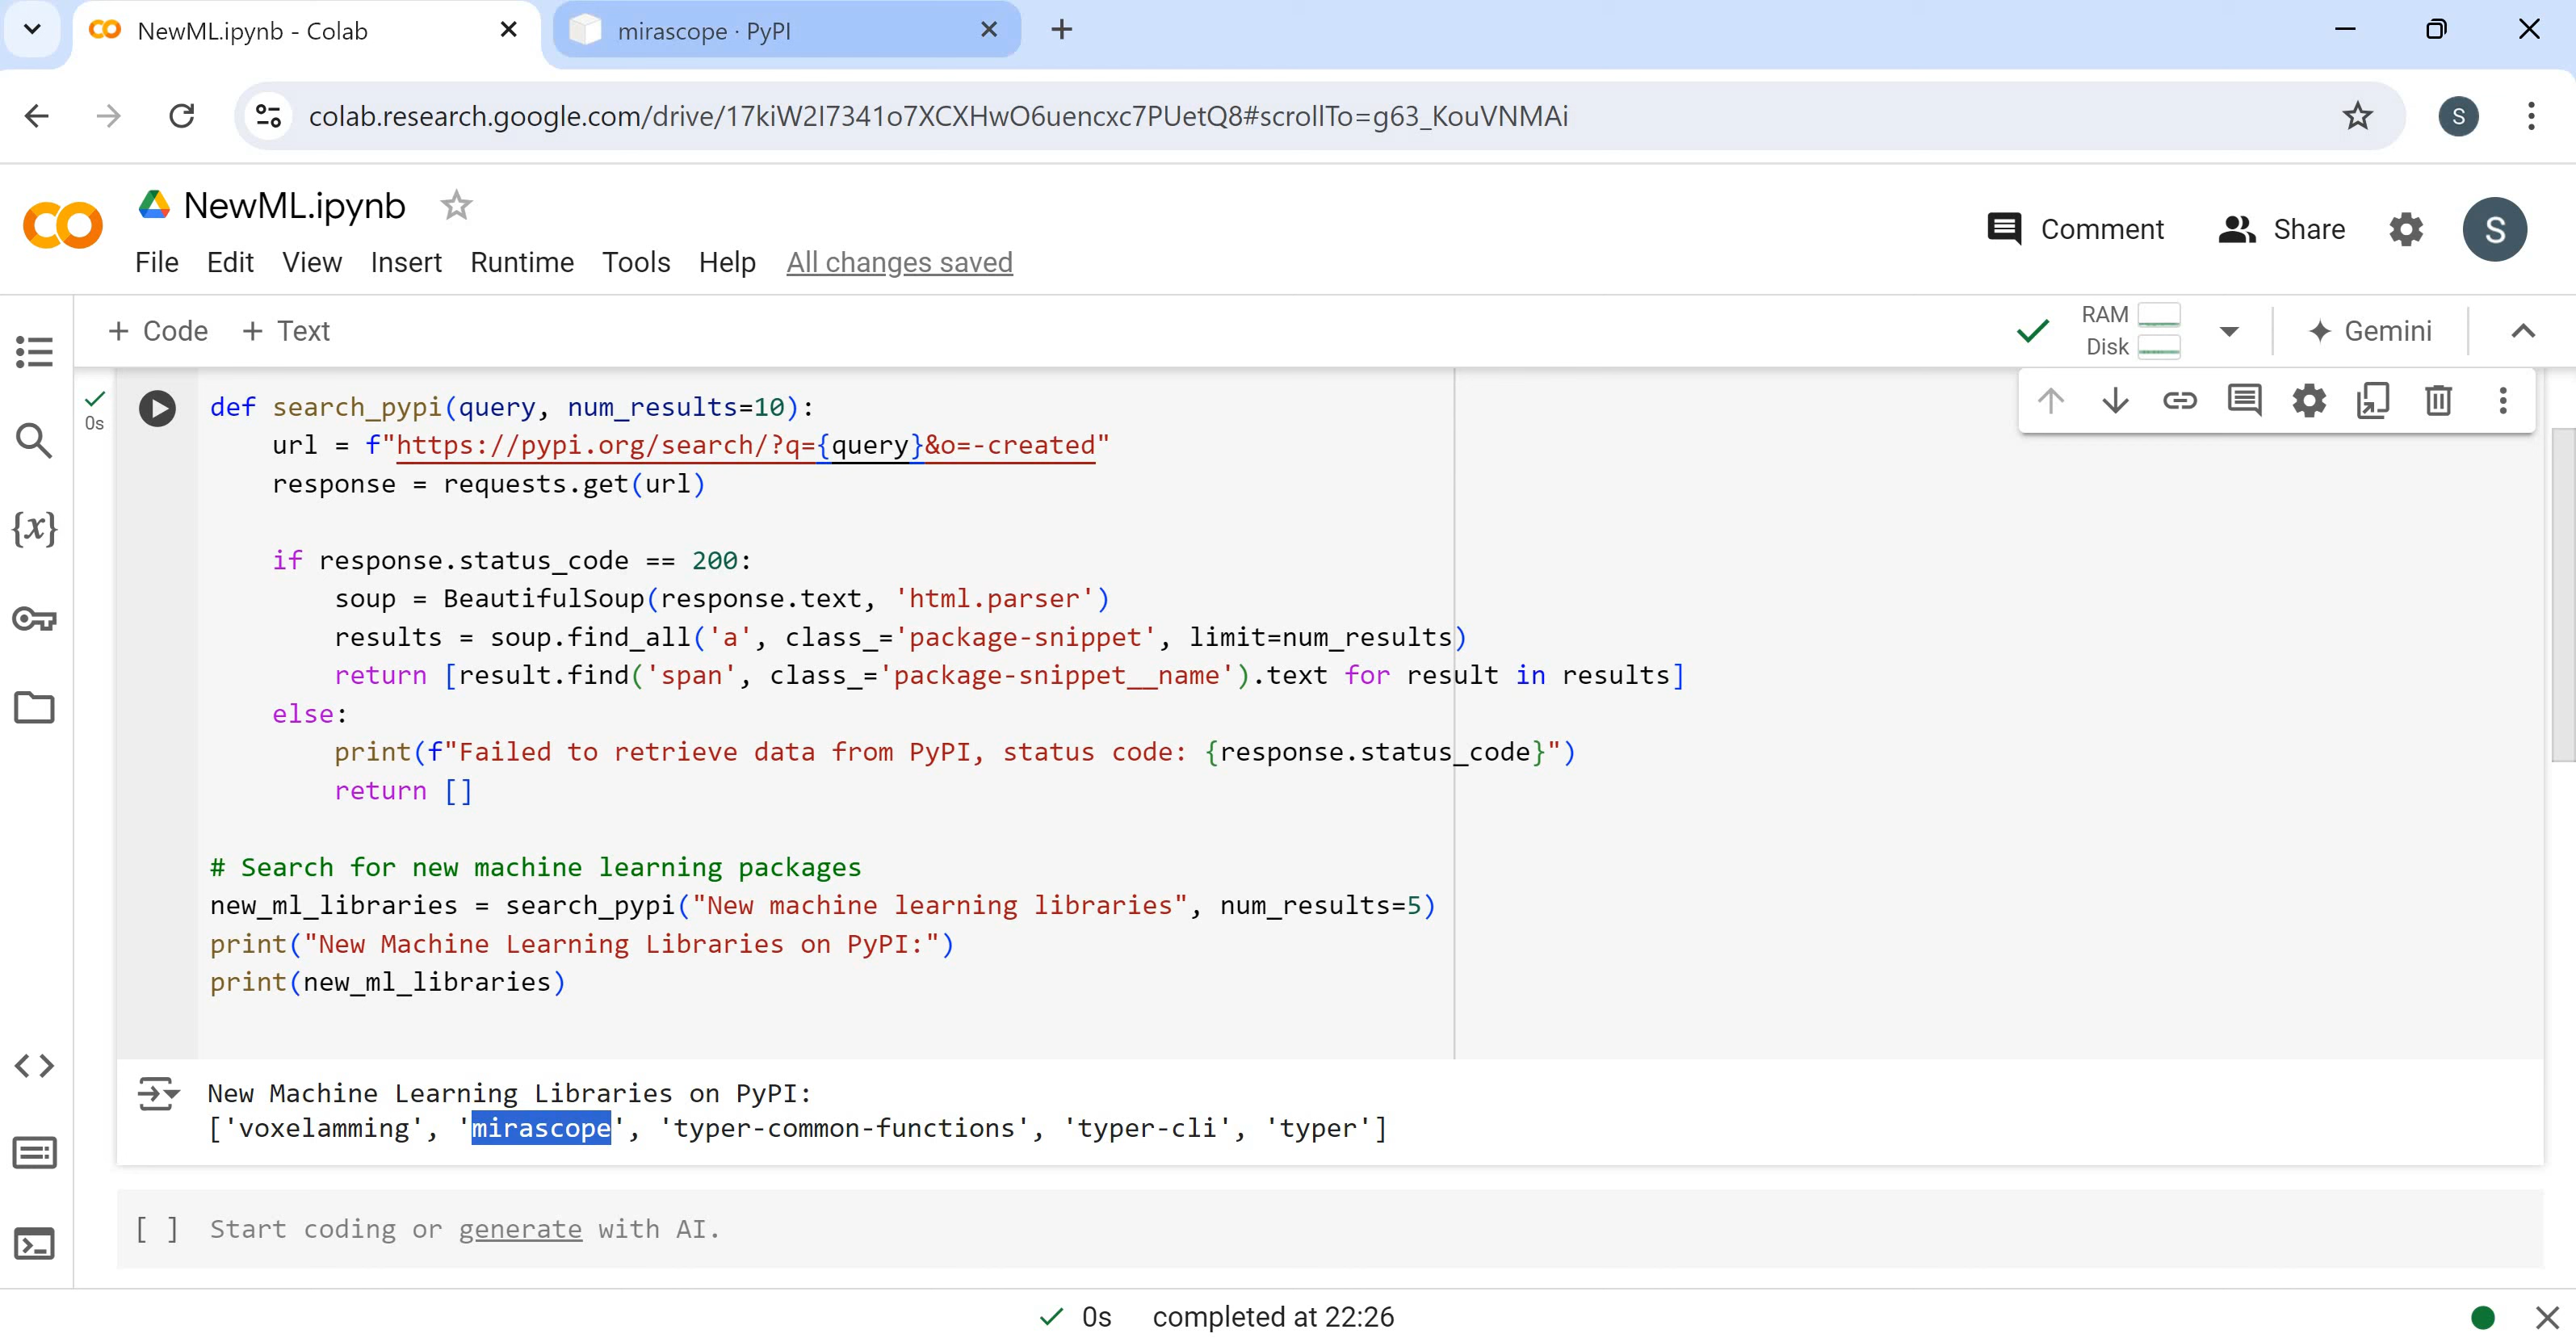 NewML.ipynb - Colab
mirascope · PyPI
colab.research.google.com/drive/17kiW2I7341o7XCXHwO6uencxc7PUetQ8#scrollTo=g63_KouVNMAi
S
NewML.ipynb
Comment
Share
S
File Edit View Insert Runtime Tools Help All changes saved
+ Code + Text
RAM
Disk
Gemini
0s
{x}
def search_pypi(query, num_results=10):
    url = f"https://pypi.org/search/?q={query}&o=-created"
    response = requests.get(url)
    if response.status_code == 200:
        soup = BeautifulSoup(response.text, 'html.parser')
        results = soup.find_all('a', class_='package-snippet', limit=num_results)
        return [result.find('span', class_='package-snippet__name').text for result in results]
    else:
        print(f"Failed to retrieve data from PyPI, status code: {response.status_code}")
        return []
# Search for new machine learning packages
new_ml_libraries = search_pypi("New machine learning libraries", num_results=5)
print("New Machine Learning Libraries on PyPI:")
print(new_ml_libraries)
New Machine Learning Libraries on PyPI:
['voxelamming', 'mirascope', 'typer-common-functions', 'typer-cli', 'typer']
[ ] Start coding or generate with AI.
0s completed at 22:26